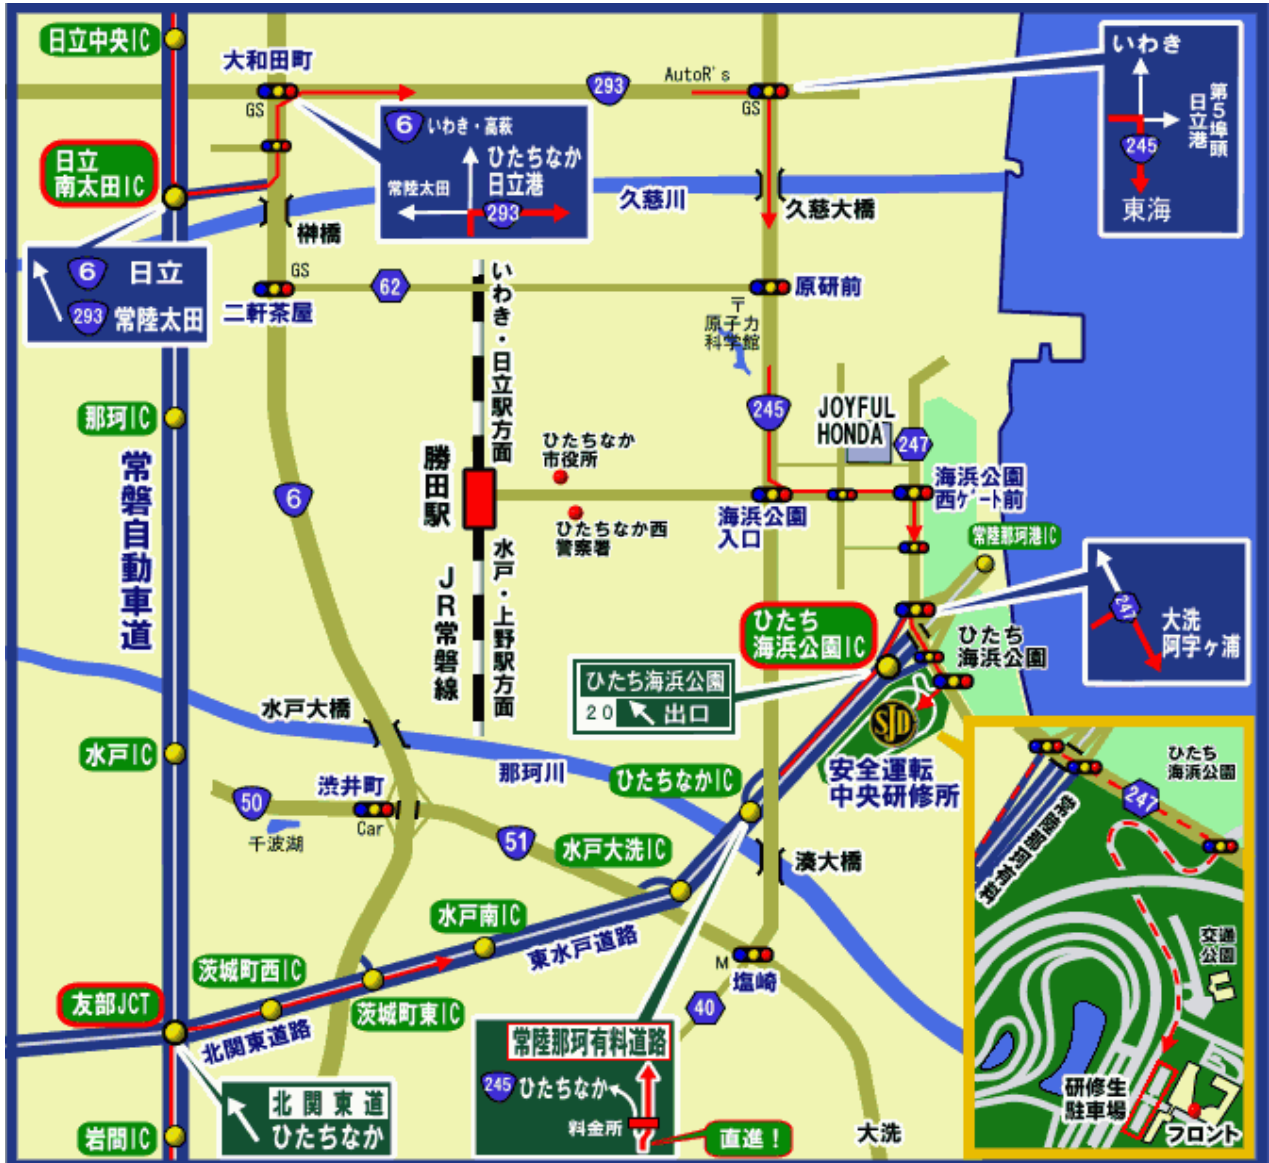 日立中央IC
大和田町
GS
293
AutoR's
GS
いわき
第5埠頭
日立港
245
東海
6 いわき・高萩
ひたちなか
日立港
常陸太田
293
日立
南太田IC
久慈川
久慈大橋
榊橋
6 日立
293 常陸太田
GS
二軒茶屋
62
原研前
〒
原子力
科学館
いわき・日立駅方面
那珂IC
常磐自動車道
6
勝田駅
ひたちなか
市役所
ひたちなか西
警察署
245
JOYFUL
HONDA
247
海浜公園
入口
海浜公園
西ゲート前
常陸那珂港IC
水戸・上野駅方面
JR常磐線
247
大洗
阿字ヶ浦
ひたち
海浜公園IC
ひたち
海浜公園
ひたち海浜公園
20 出口
SJD
安全運転
中央研修所
水戸大橋
水戸IC
那珂川
渋井町
50
Car
千波湖
ひたちなかIC
51
水戸大洗IC
湊大橋
水戸南IC
東水戸道路
茨城町西IC
茨城町東IC
友部JCT
北関東道路
M
塩崎
40
北関東道
ひたちなか
岩間IC
常陸那珂有料道路
245 ひたちなか
料金所
直進!
大洗
ひたち
海浜公園
247
常陸那珂有料
交通
公園
研修生
駐車場
フロント